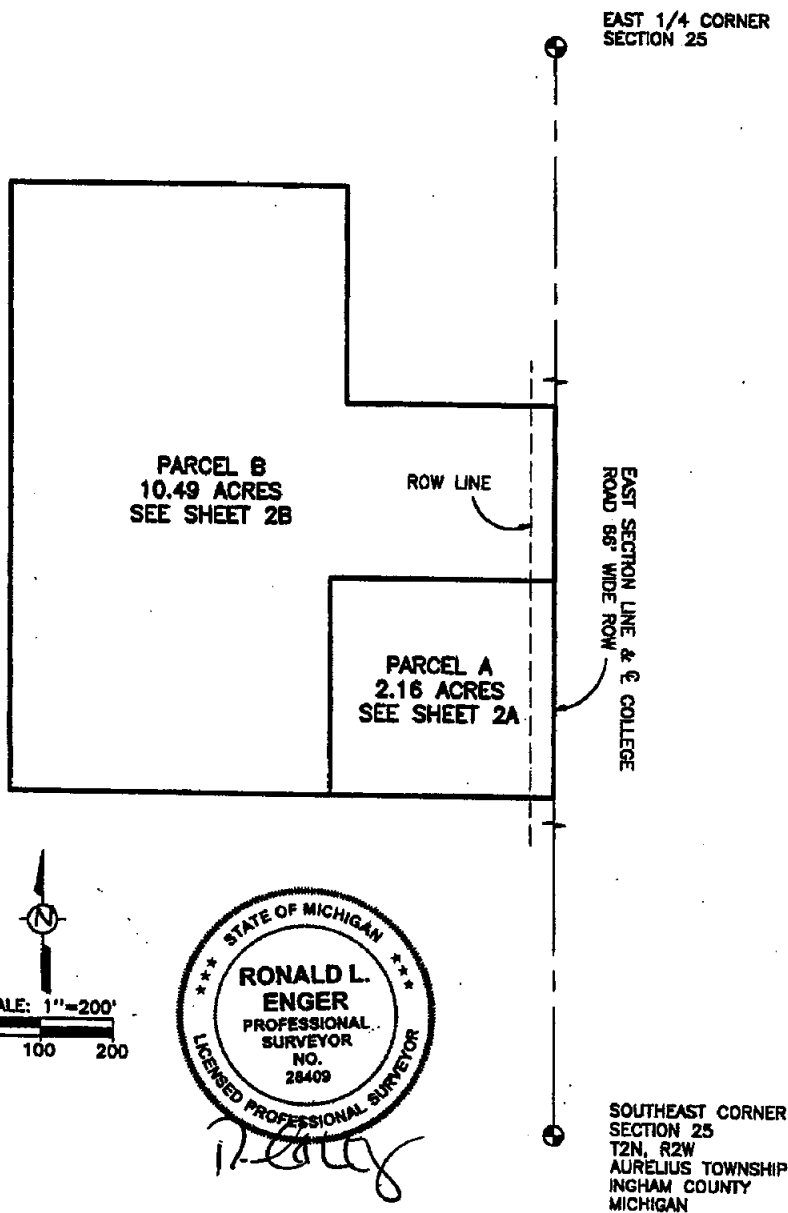 EAST 1/4 CORNER
SECTION 25
PARCEL B
10.49 ACRES
SEE SHEET 2B
ROW LINE
EAST SECTION LINE & ℄ COLLEGE
ROAD 66' WIDE ROW
PARCEL A
2.16 ACRES
SEE SHEET 2A
N
ALE: 1"=200'
100 200
STATE OF MICHIGAN
*** ***
RONALD L.
ENGER
PROFESSIONAL
SURVEYOR
NO.
28409
LICENSED PROFESSIONAL SURVEYOR
SOUTHEAST CORNER
SECTION 25
T2N, R2W
AURELIUS TOWNSHIP
INGHAM COUNTY
MICHIGAN